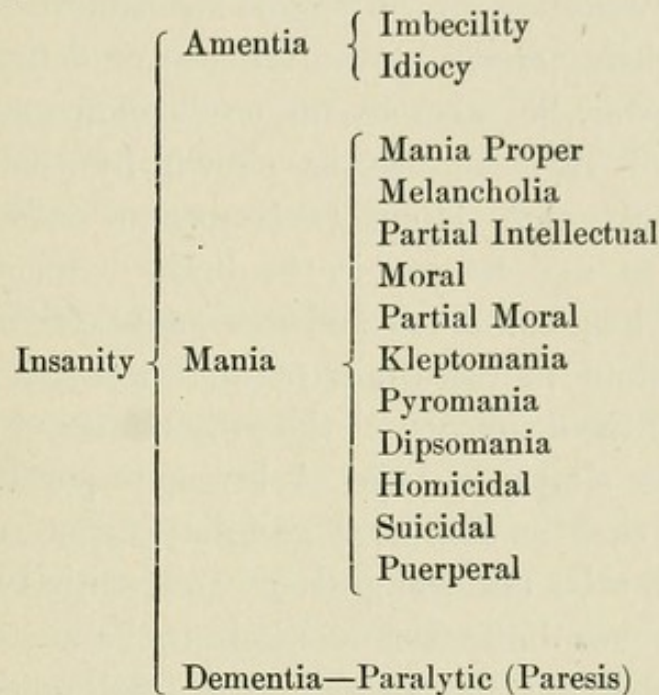 Imbecility
Amentia
Idiocy
Mania Proper
Melancholia
Partial Intellectual
Moral
Partial Moral
Insanity Mania Kleptomania
Pyromania
Dipsomania
Homicidal
Suicidal
Puerperal
Dementia—Paralytic (Paresis)